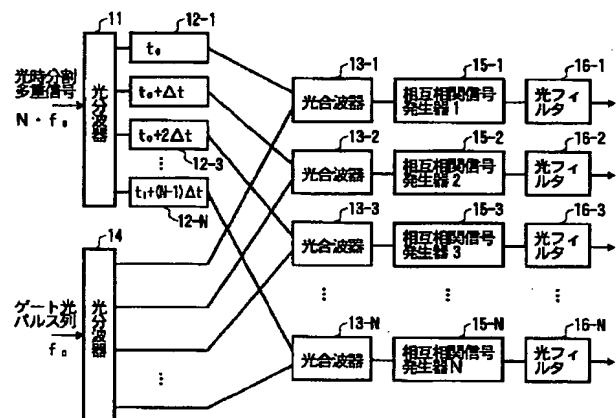 11
12-1
光時分割
多重信号
N・f₀
光分波器
t₀
t₀+Δt
t₀+2Δt
12-3
⋮
t₁+(N-1)Δt
12-N
13-1
光合波器
15-1
相互相関信号
発生器 1
16-1
光フィ
ルタ
13-2
光合波器
15-2
相互相関信号
発生器 2
16-2
光フィ
ルタ
13-3
光合波器
15-3
相互相関信号
発生器 3
16-3
光フィ
ルタ
⋮
⋮
⋮
13-N
光合波器
15-N
相互相関信号
発生器 N
16-N
光フィ
ルタ
14
ゲート光
パルス列
f₀
光分波器
⋮